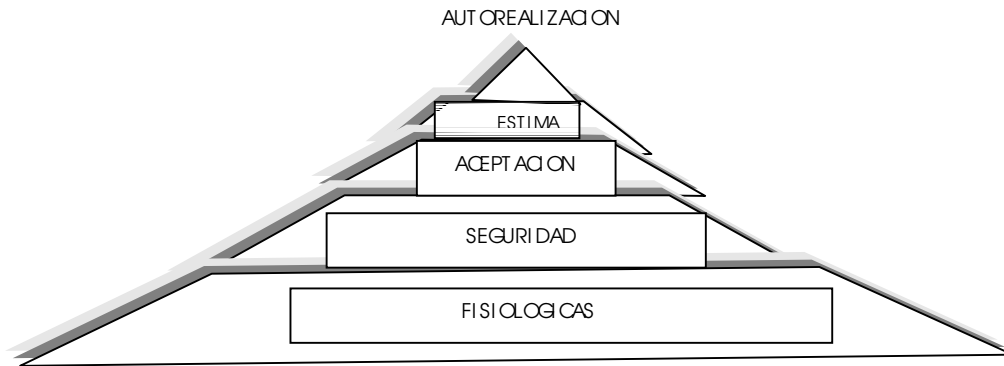 AUTOREALIZACION
ESTIMA
ACEPTACION
SEGURIDAD
FISIOLOGICAS